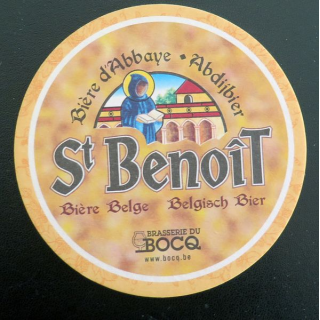 Bière d'Abbaye • Abdijbier
St Benoît
Bière Belge Belgisch Bier
BRASSERIE DU
BOCQ
www.bocq.be